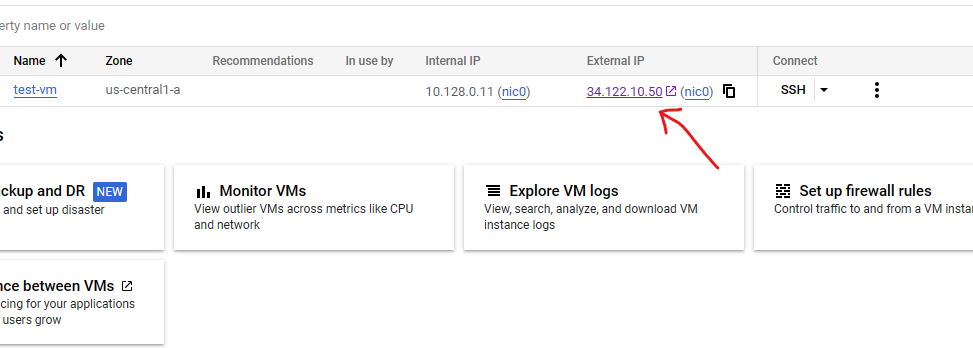 erty name or value
Name Zone Recommendations In use by Internal IP External IP Connect
test-vm us-central1-a 10.128.0.11 (nic0) 34.122.10.50 (nic0) SSH
s
ackup and DR NEW
and set up disaster
Monitor VMs
View outlier VMs across metrics like CPU
and network
Explore VM logs
View, search, analyze, and download VM
instance logs
Set up firewall rules
Control traffic to and from a VM instan
nce between VMs
cing for your applications
users grow